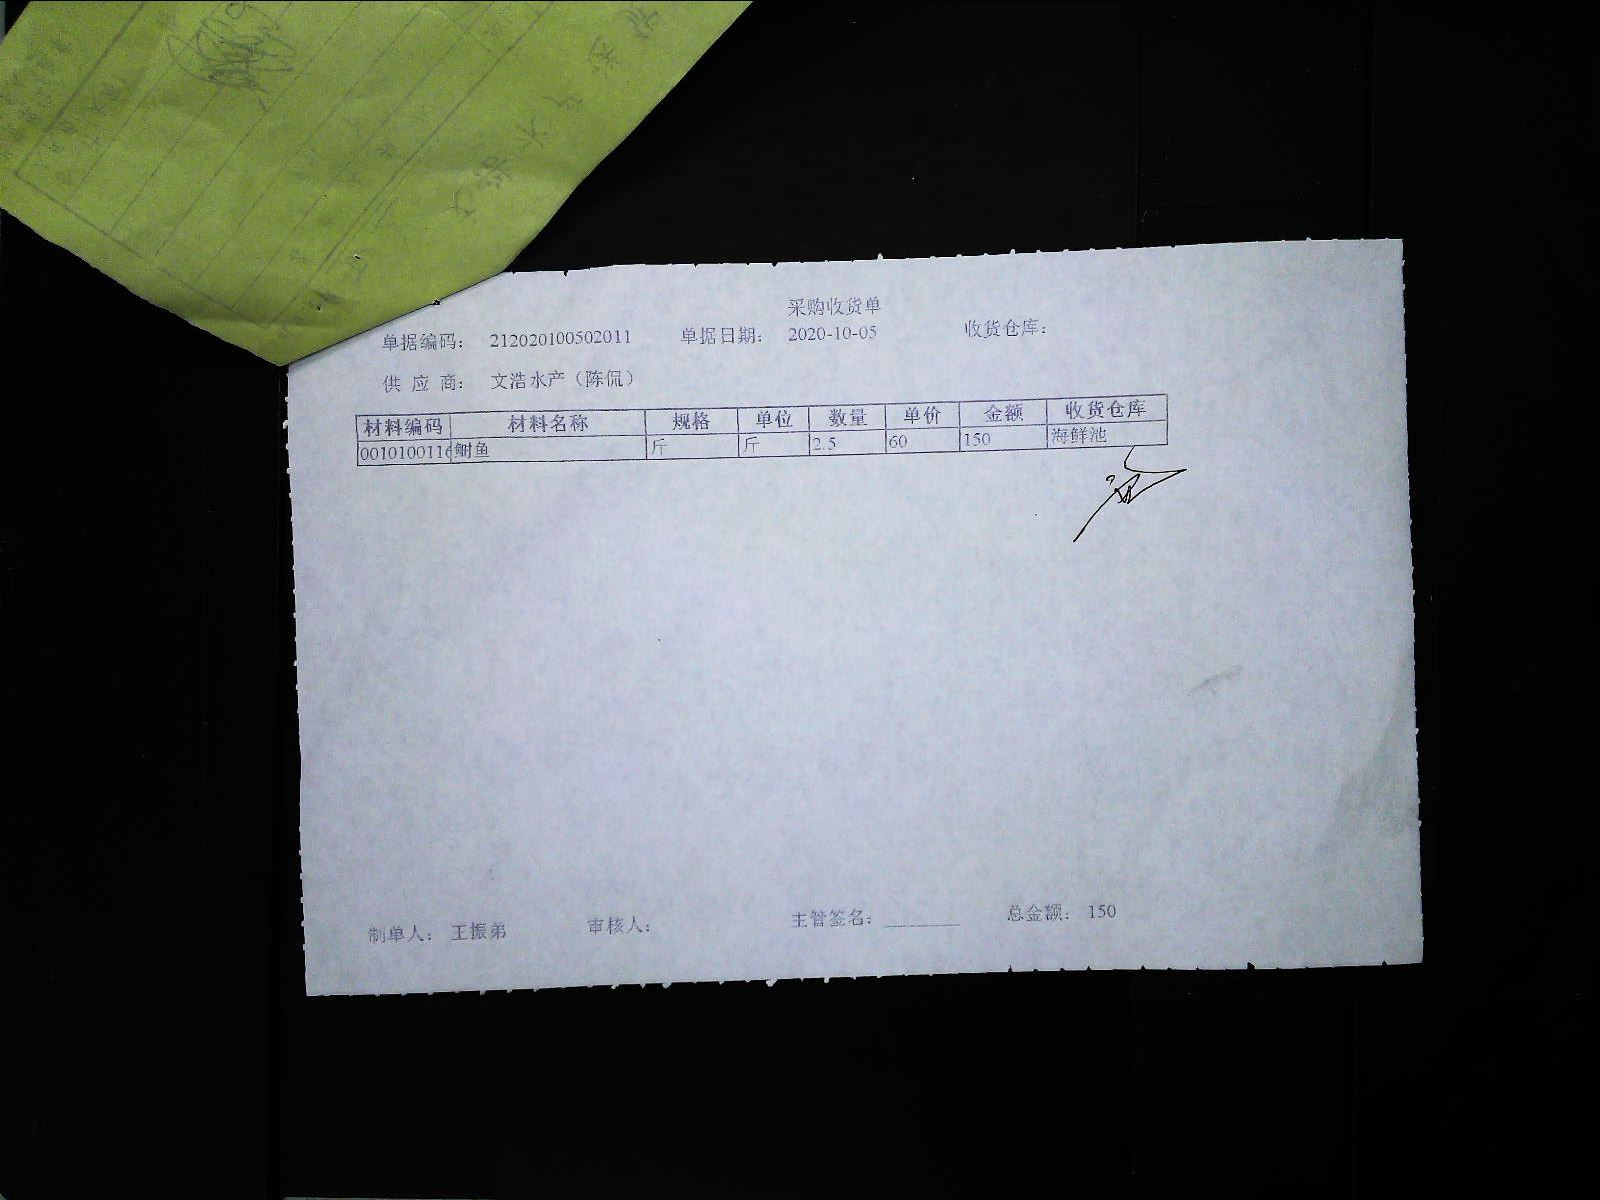 采购收货单
单据编码： 212020100502011 单据日期： 2020-10-05 收货仓库：
供 应 商： 文浩水产（陈侃）
材料编码 材料名称 规格 单位 数量 单价 金额 收货仓库
0010100116 鲋鱼 斤 斤 2.5 60 150 海鲜池
制单人： 王振弟 审核人： 主管签名：________ 总金额： 150